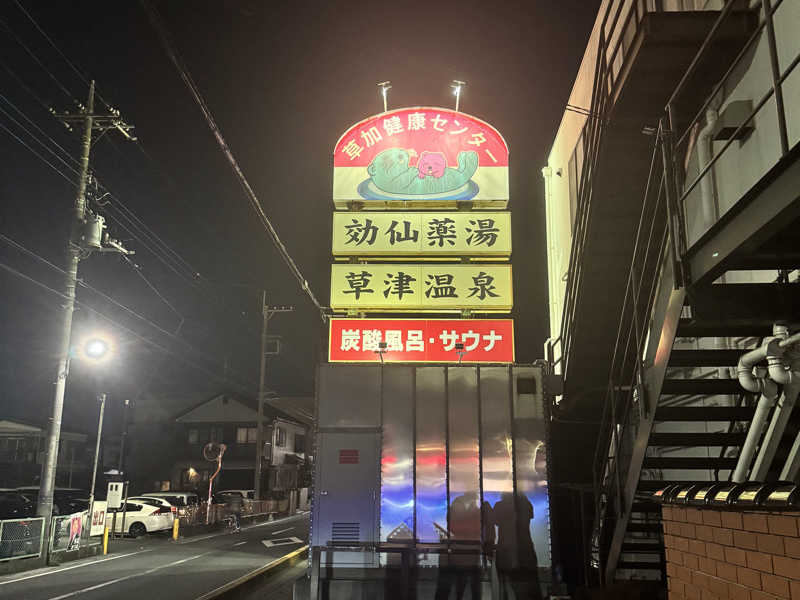 草加健康センター
効仙薬湯
草津温泉
炭酸風呂・サウナ